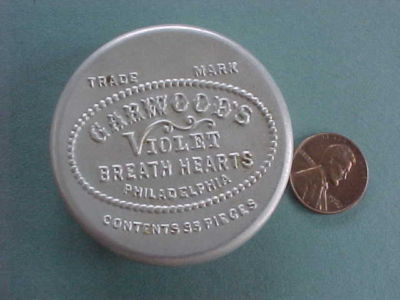 TRADE MARK
GARWOOD'S
VIOLET
BREATH HEARTS
PHILADELPHIA
CONTENTS 35 PIECES